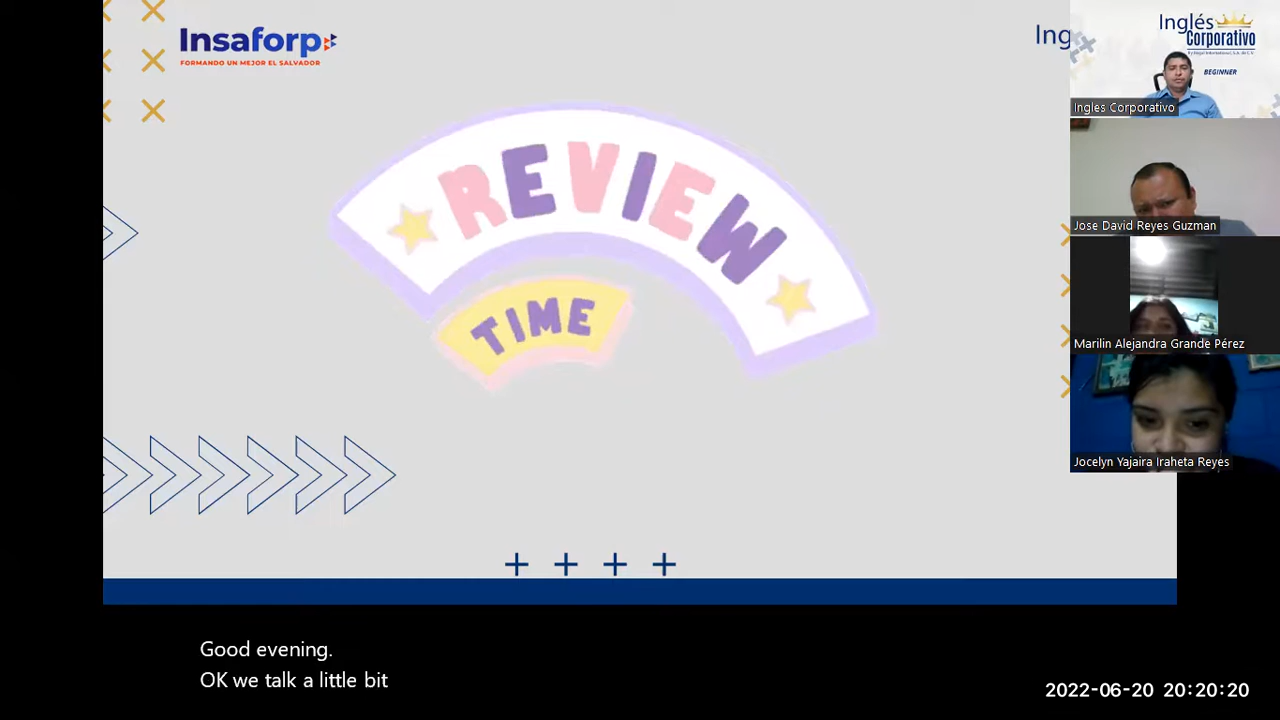 Insaforp
FORMANDO UN MEJOR EL SALVADOR
Ing
Inglés
Corporativo
BEGINNER
Ingles Corporativo
REVIEW
TIME
Jose David Reyes Guzman
Marilin Alejandra Grande Pérez
Jocelyn Yajaira Iraheta Reyes
Good evening.
OK we talk a little bit
2022-06-20 20:20:20